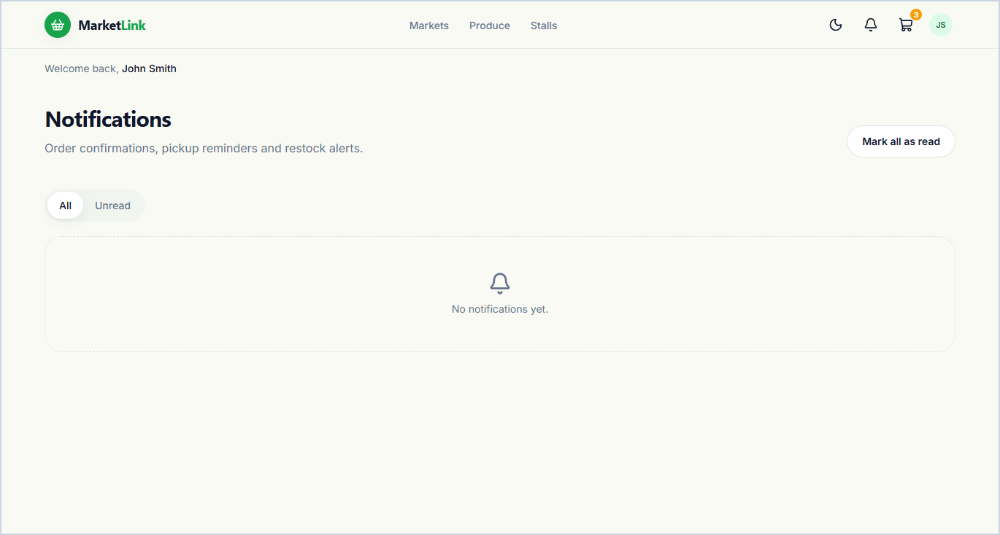 MarketLink
Markets Produce Stalls
3
JS
Welcome back, John Smith
Notifications
Order confirmations, pickup reminders and restock alerts.
Mark all as read
All Unread
No notifications yet.